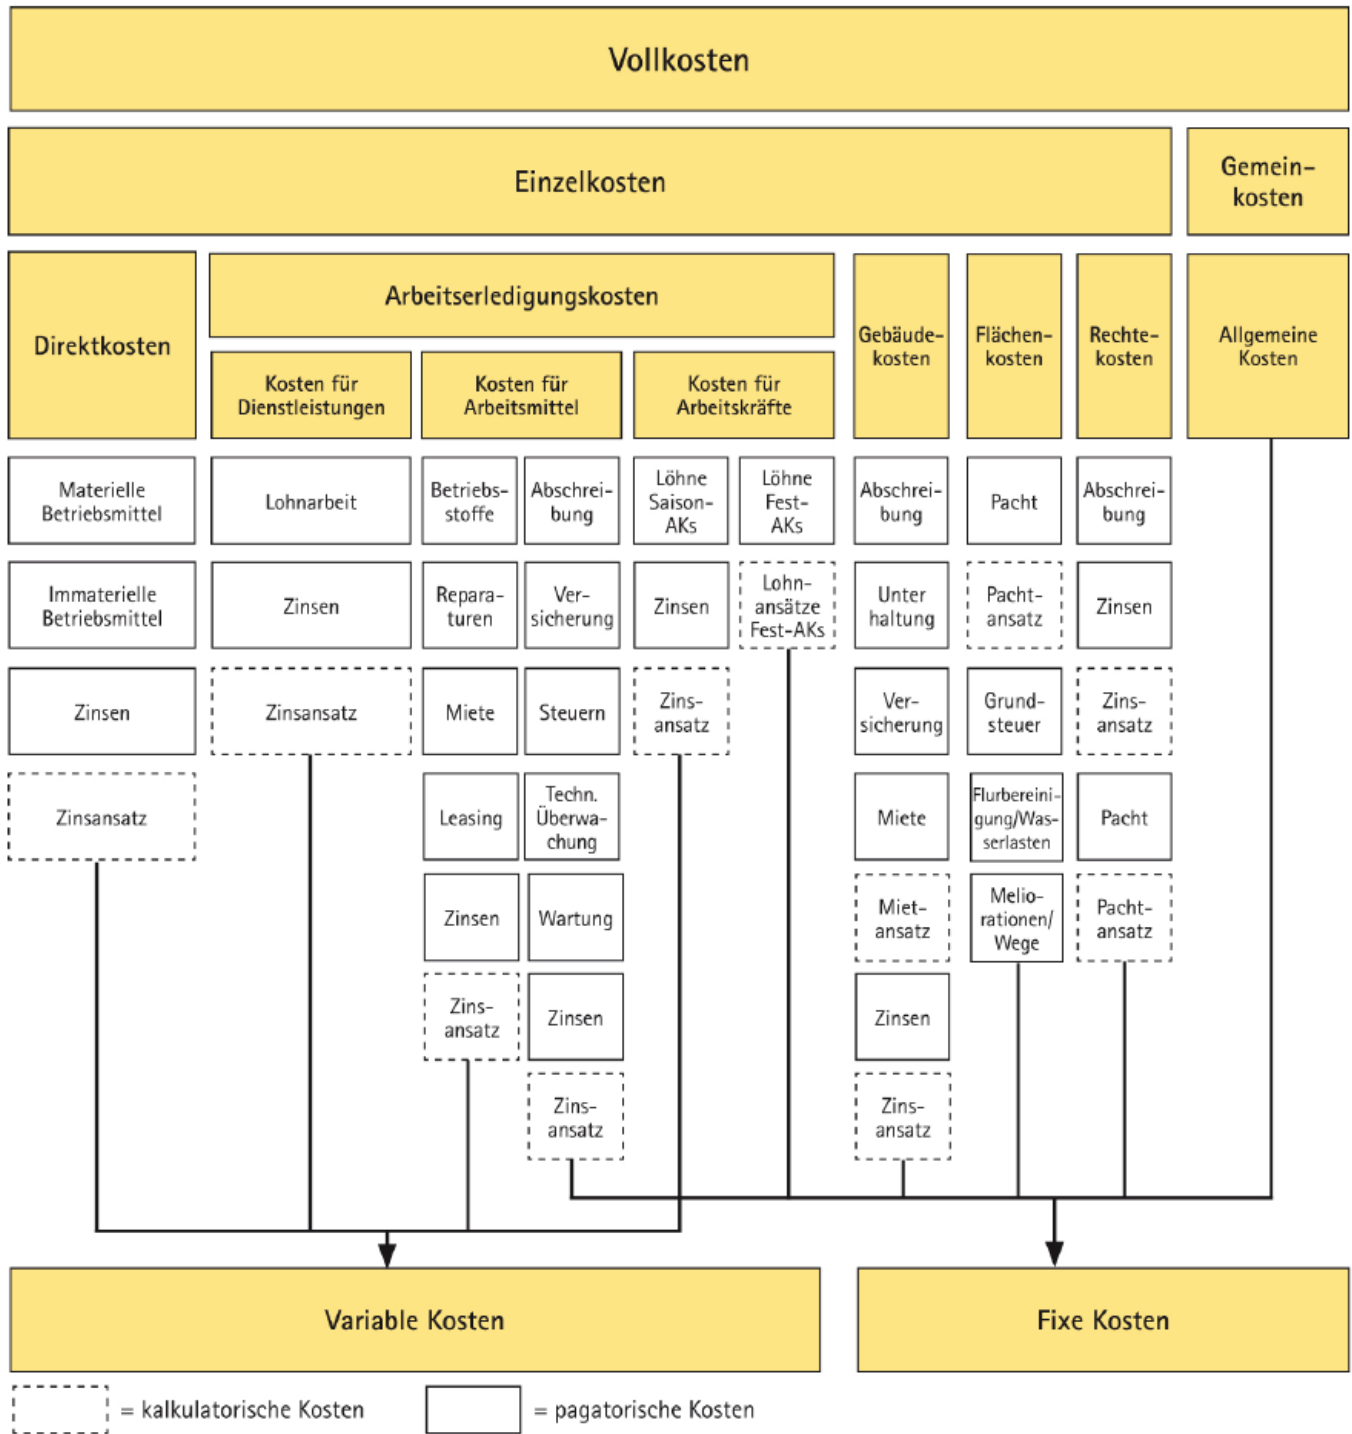 Vollkosten
Einzelkosten
Gemein-
kosten
Direktkosten
Arbeitserledigungskosten
Kosten für
Dienstleistungen
Kosten für
Arbeitsmittel
Kosten für
Arbeitskräfte
Gebäude-
kosten
Flächen-
kosten
Rechte-
kosten
Allgemeine
Kosten
Materielle
Betriebsmittel
Lohnarbeit
Betriebs-
stoffe
Abschrei-
bung
Löhne
Saison-
AKs
Löhne
Fest-
AKs
Abschrei-
bung
Pacht
Abschrei-
bung
Immaterielle
Betriebsmittel
Zinsen
Repara-
turen
Ver-
sicherung
Zinsen
Lohn-
ansätze
Fest-AKs
Unter
haltung
Pacht-
ansatz
Zinsen
Zinsen
Zinsansatz
Miete
Steuern
Zins-
ansatz
Ver-
sicherung
Grund-
steuer
Zins-
ansatz
Zinsansatz
Leasing
Techn.
Überwa-
chung
Miete
Flurbereini-
gung/Was-
serlasten
Pacht
Zinsen
Wartung
Miet-
ansatz
Melio-
rationen/
Wege
Pacht-
ansatz
Zins-
ansatz
Zinsen
Zinsen
Zins-
ansatz
Zins-
ansatz
Variable Kosten
Fixe Kosten
= kalkulatorische Kosten
= pagatorische Kosten